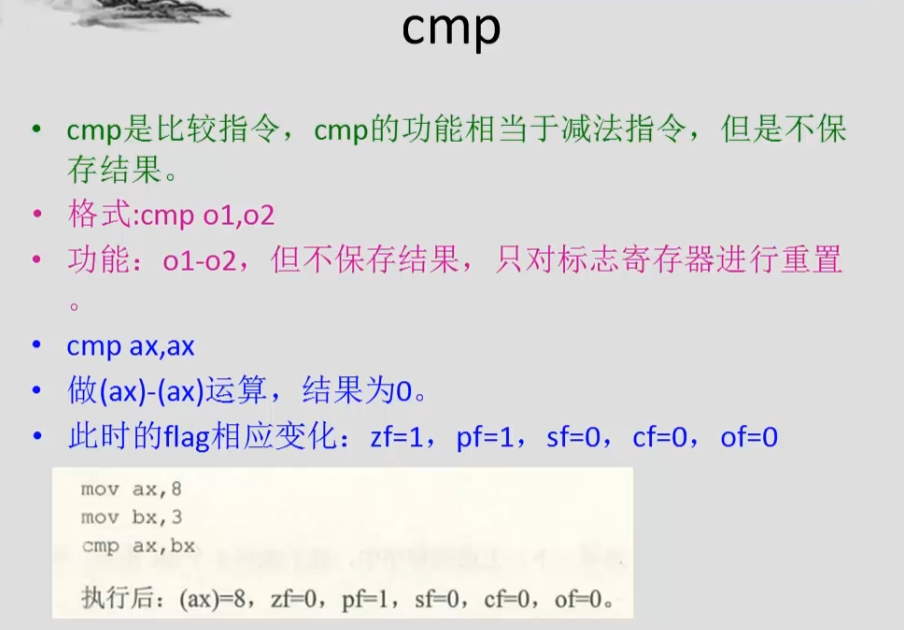 cmp
• cmp是比较指令，cmp的功能相当于减法指令，但是不保
存结果。
• 格式:cmp o1,o2
• 功能：o1-o2，但不保存结果，只对标志寄存器进行重置
。
• cmp ax,ax
• 做(ax)-(ax)运算，结果为0。
• 此时的flag相应变化：zf=1，pf=1，sf=0，cf=0，of=0
mov ax,8
mov bx,3
cmp ax,bx
执行后：(ax)=8，zf=0，pf=1，sf=0，cf=0，of=0。